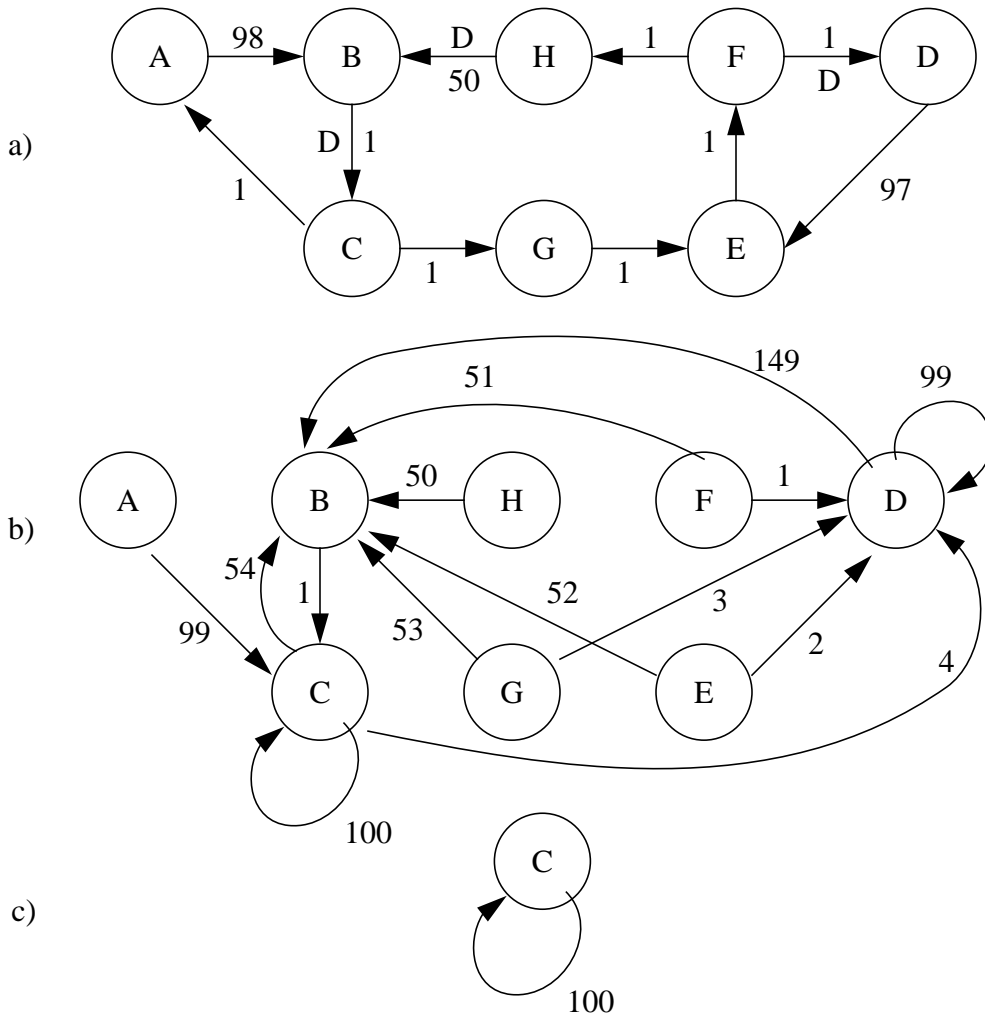 98 D 1 1
A B H F D
50 D
a) D 1 1
1 97
C G E
1 1
149
51 99
A B 50 H F 1 D
b)
54 1 52 3
99 53 2
C G E 4
100
C
c)
100